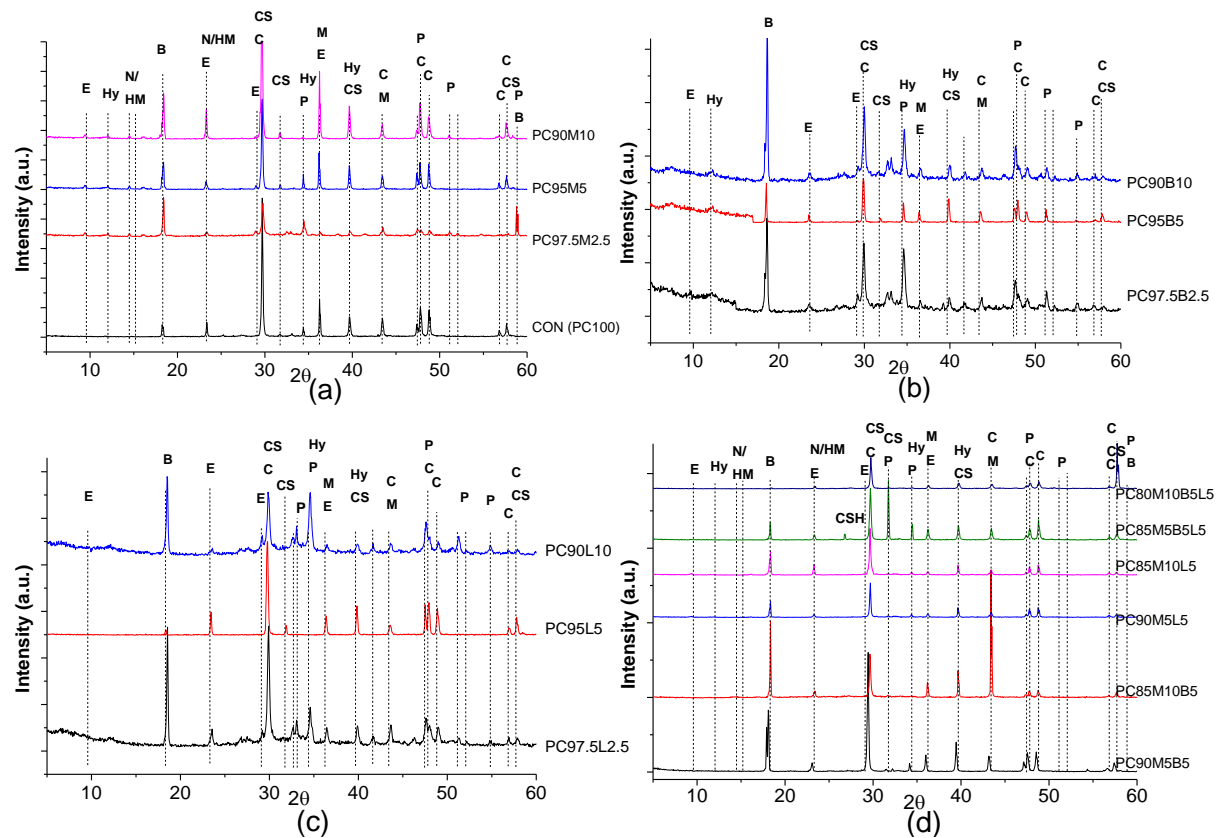 CS
M P C
N/HM C E CS
B Hy C
E Hy N/ HM E E CS Hy P CS C M C P C P B
PC90M10
PC95M5
PC97.5M2.5
CON (PC100)
Intensity (a.u.)
10 20 30 40 50 60
2θ
(a)
B
CS P C
C Hy Hy C C CS
E Hy E E CS P M E CS M C P P C
PC90B10
PC95B5
PC97.5B2.5
Intensity (a.u.)
10 20 30 40 50 60
2θ
(b)
CS Hy P
B E C P M Hy C C C
E E CS P E CS M P P C CS
PC90L10
PC95L5
PC97.5L2.5
Intensity (a.u.)
10 20 30 40 50 60
2θ
(c)
CS CS M C P C
N/ N/HM C P Hy E Hy P C CS P
E Hy HM B E E P CS M C P C B
CSH
PC80M10B5L5
PC85M5B5L5
PC85M10L5
PC90M5L5
PC85M10B5
PC90M5B5
Intensity (a.u.)
10 20 30 40 50 60
2θ
(d)